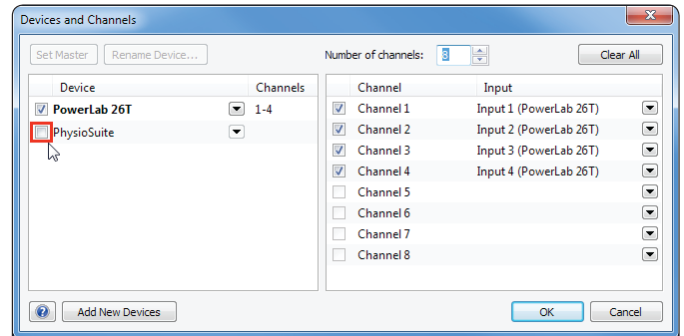 Devices and Channels
Set Master Rename Device... Number of channels: 8 Clear All
Device Channels Channel Input
PowerLab 26T 1-4 Channel 1 Input 1 (PowerLab 26T)
PhysioSuite Channel 2 Input 2 (PowerLab 26T)
Channel 3 Input 3 (PowerLab 26T)
Channel 4 Input 4 (PowerLab 26T)
Channel 5
Channel 6
Channel 7
Channel 8
Add New Devices OK Cancel